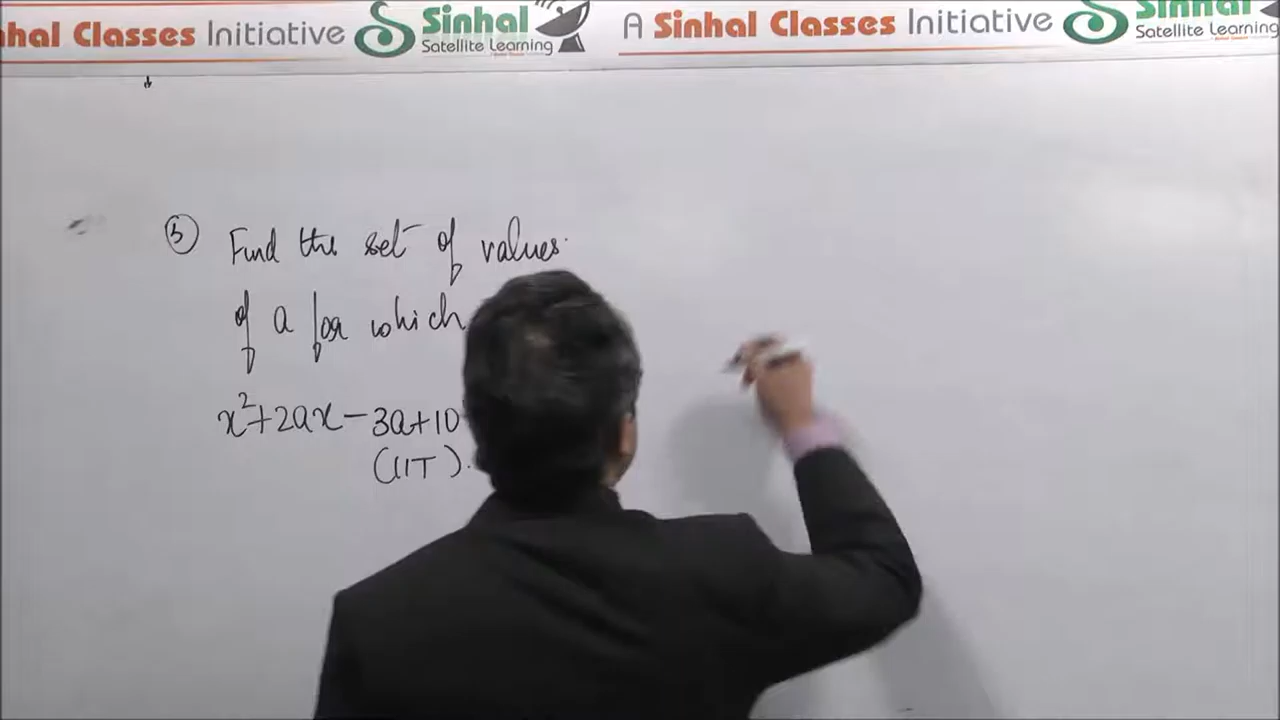 hal Classes Initiative Sinhal Satellite Learning A Sinhal Classes Initiative Sinhal Satellite Learning
5 Find the set of values
of a for which
x²+2ax-3a+10
(IIT).